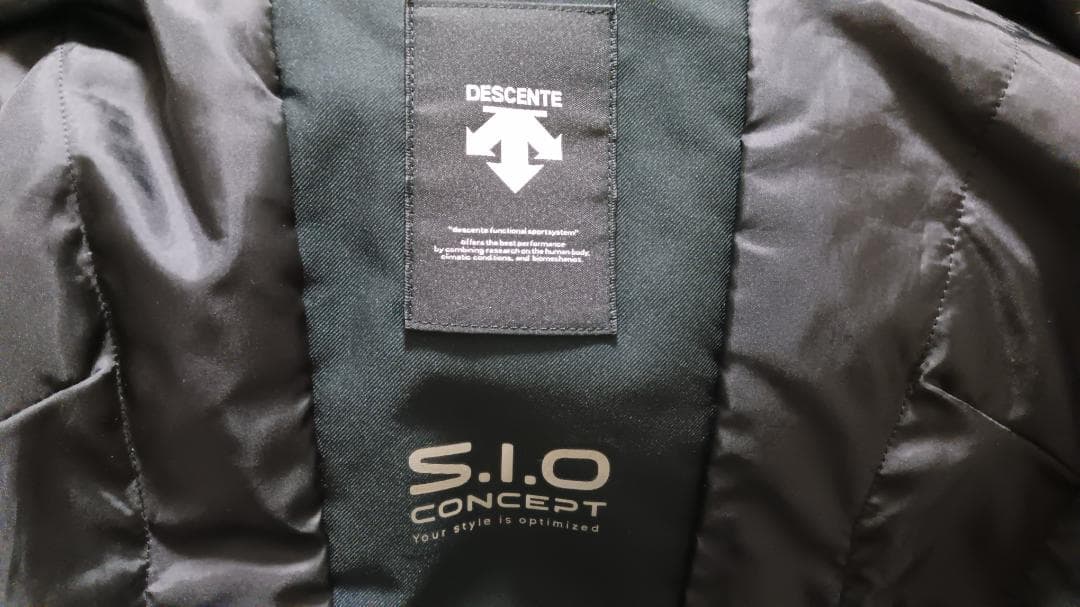 DESCENTE
"descente functional sportsystem"
offers the best performance
by combining research on the human body,
climatic conditions, and biomechanics.
S.I.O
CONCEPT
Your style is optimized